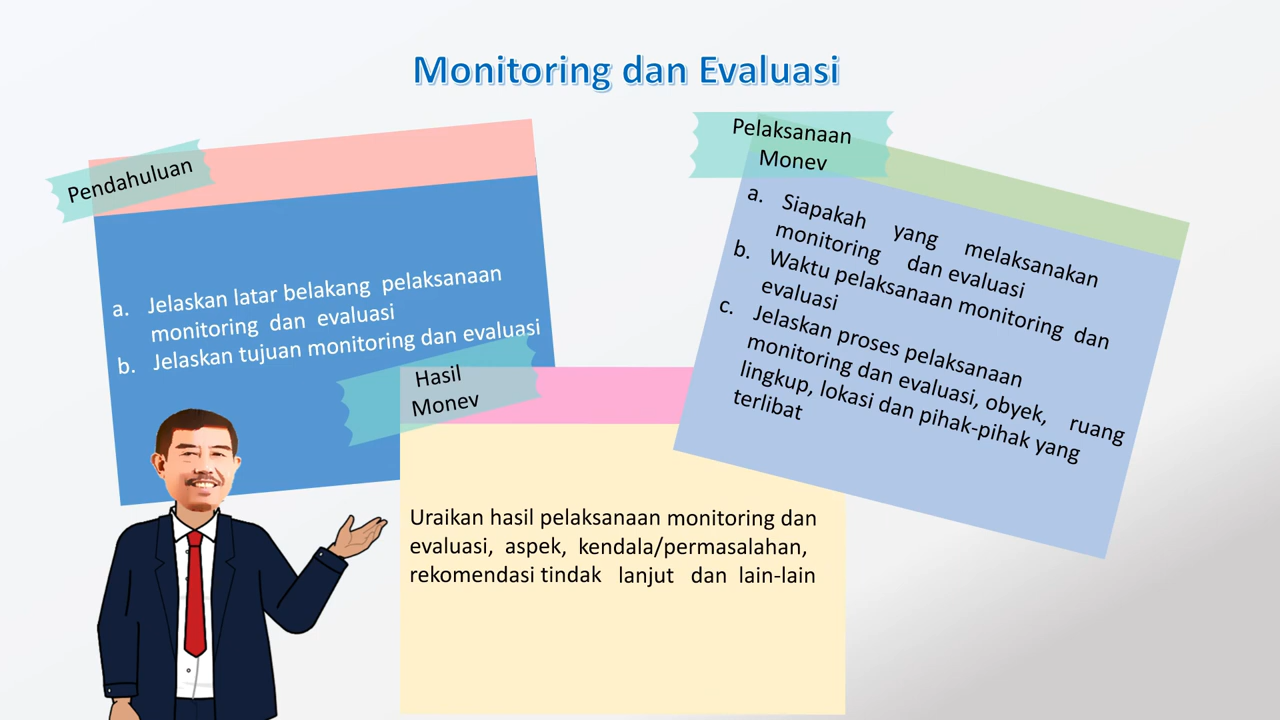 Monitoring dan Evaluasi
Pendahuluan
a. Jelaskan latar belakang pelaksanaan
monitoring dan evaluasi
b. Jelaskan tujuan monitoring dan evaluasi
Pelaksanaan
Monev
a. Siapakah yang melaksanakan
monitoring dan evaluasi
b. Waktu pelaksanaan monitoring dan
evaluasi
c. Jelaskan proses pelaksanaan
monitoring dan evaluasi, obyek, ruang
lingkup, lokasi dan pihak-pihak yang
terlibat
Hasil
Monev
Uraikan hasil pelaksanaan monitoring dan
evaluasi, aspek, kendala/permasalahan,
rekomendasi tindak lanjut dan lain-lain